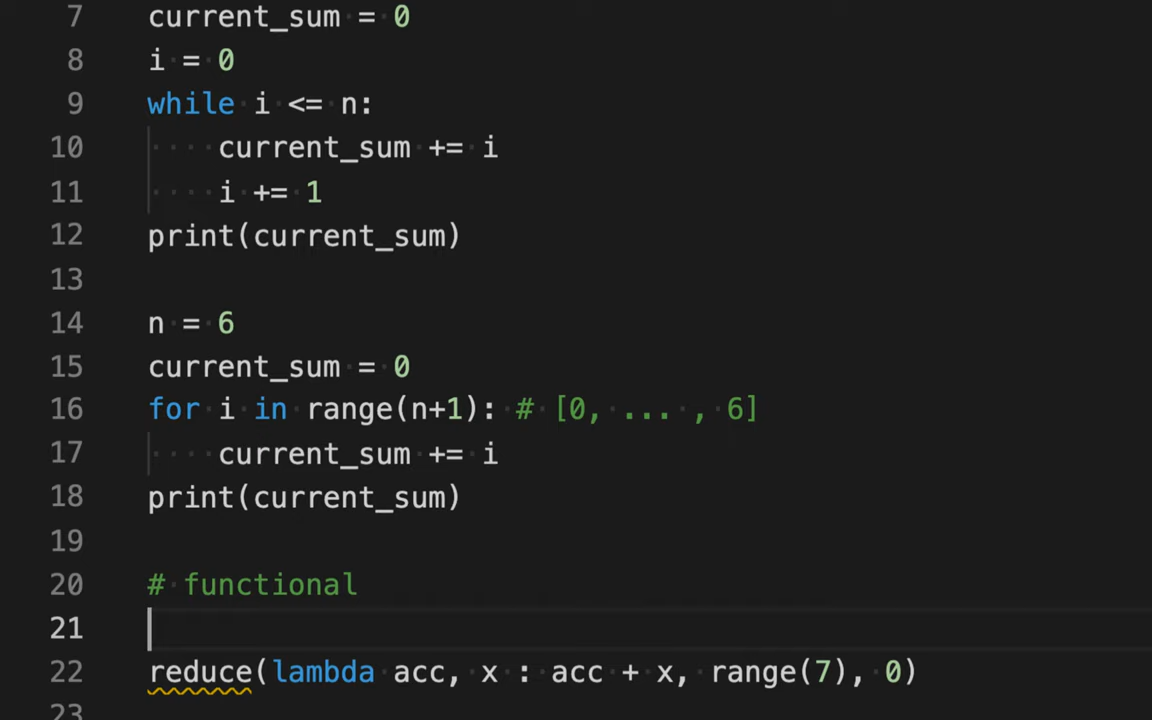 7 current_sum = 0
8 i = 0
9 while i <= n:
10 current_sum += i
11 i += 1
12 print(current_sum)
13
14 n = 6
15 current_sum = 0
16 for i in range(n+1): # [0, ... , 6]
17 current_sum += i
18 print(current_sum)
19
20 # functional
21
22 reduce(lambda acc, x : acc + x, range(7), 0)
23